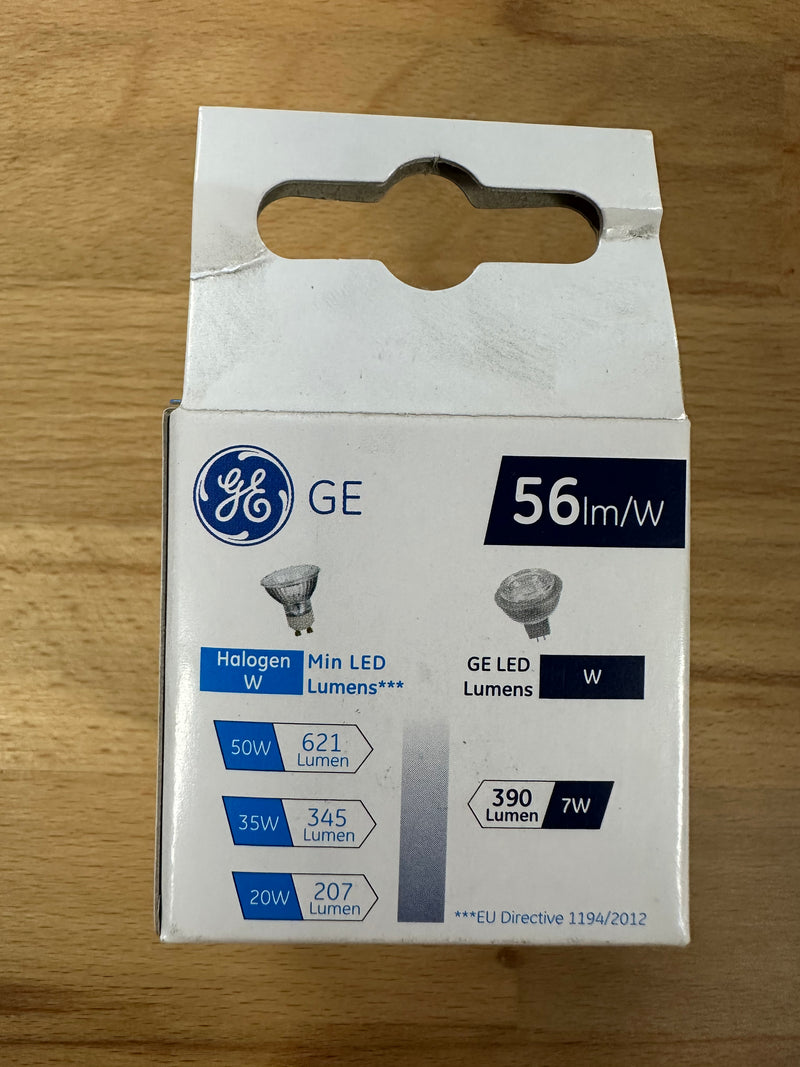 GE GE
56lm/W
Halogen W
Min LED Lumens***
GE LED Lumens
W
50W
621 Lumen
35W
345 Lumen
20W
207 Lumen
390 Lumen
7W
***EU Directive 1194/2012